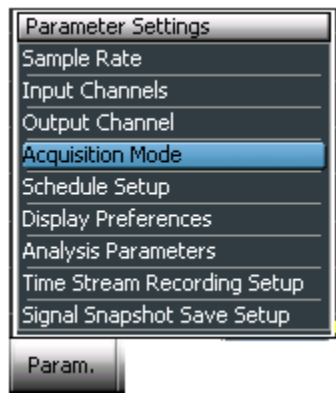 Parameter Settings
Sample Rate
Input Channels
Output Channel
Acquisition Mode
Schedule Setup
Display Preferences
Analysis Parameters
Time Stream Recording Setup
Signal Snapshot Save Setup
Param.